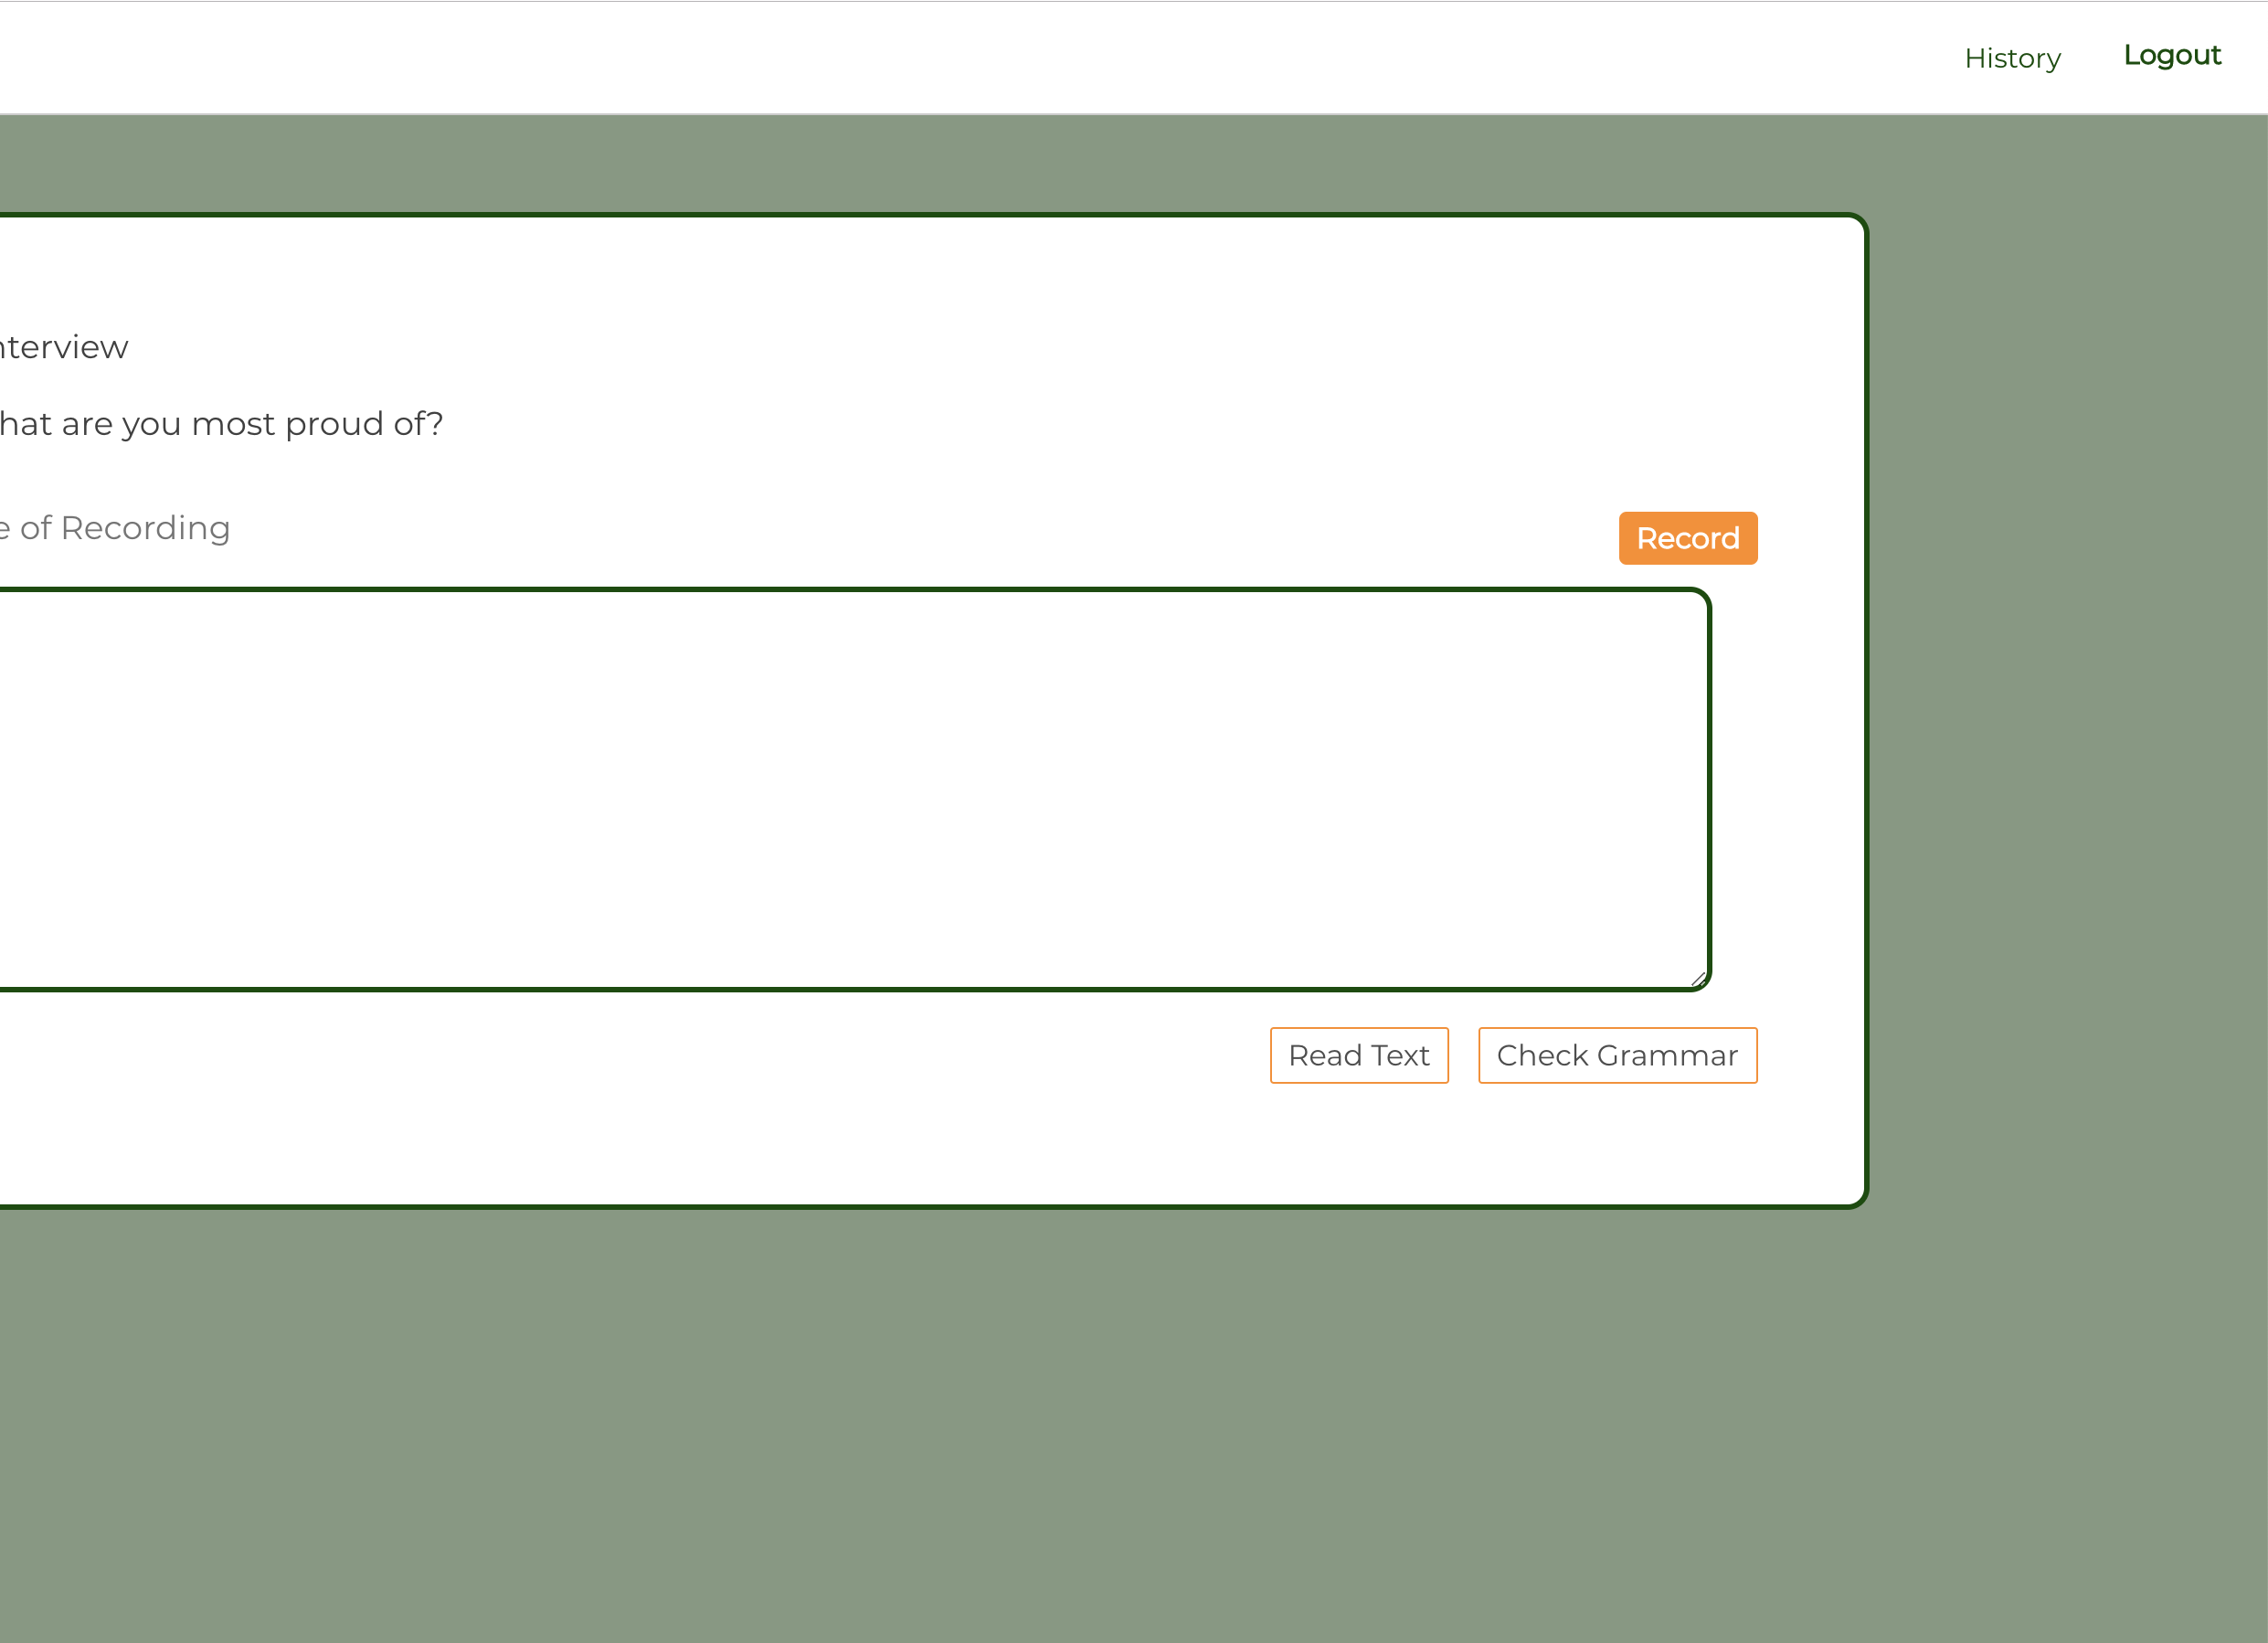 History Logout
nterview
hat are you most proud of?
e of Recording
Record
Read Text Check Grammar